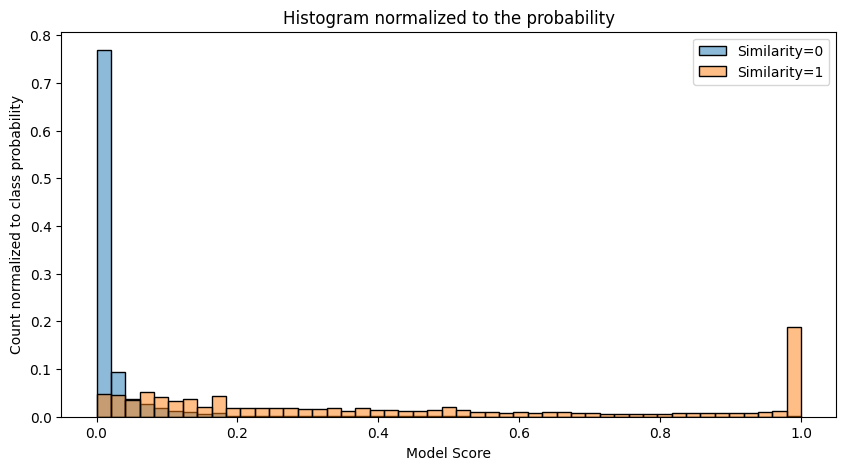 Histogram normalized to the probability
Similarity=0
Similarity=1
Count normalized to class probability
0.8
0.7
0.6
0.5
0.4
0.3
0.2
0.1
0.0
0.0 0.2 0.4 0.6 0.8 1.0
Model Score